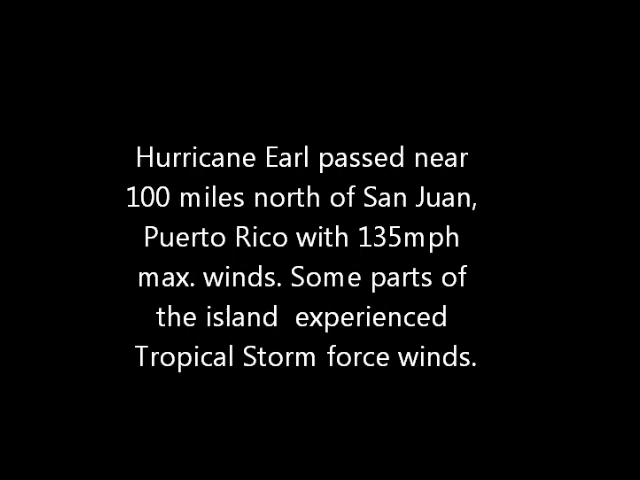 Hurricane Earl passed near
100 miles north of San Juan,
Puerto Rico with 135mph
max. winds. Some parts of
the island  experienced
Tropical Storm force winds.